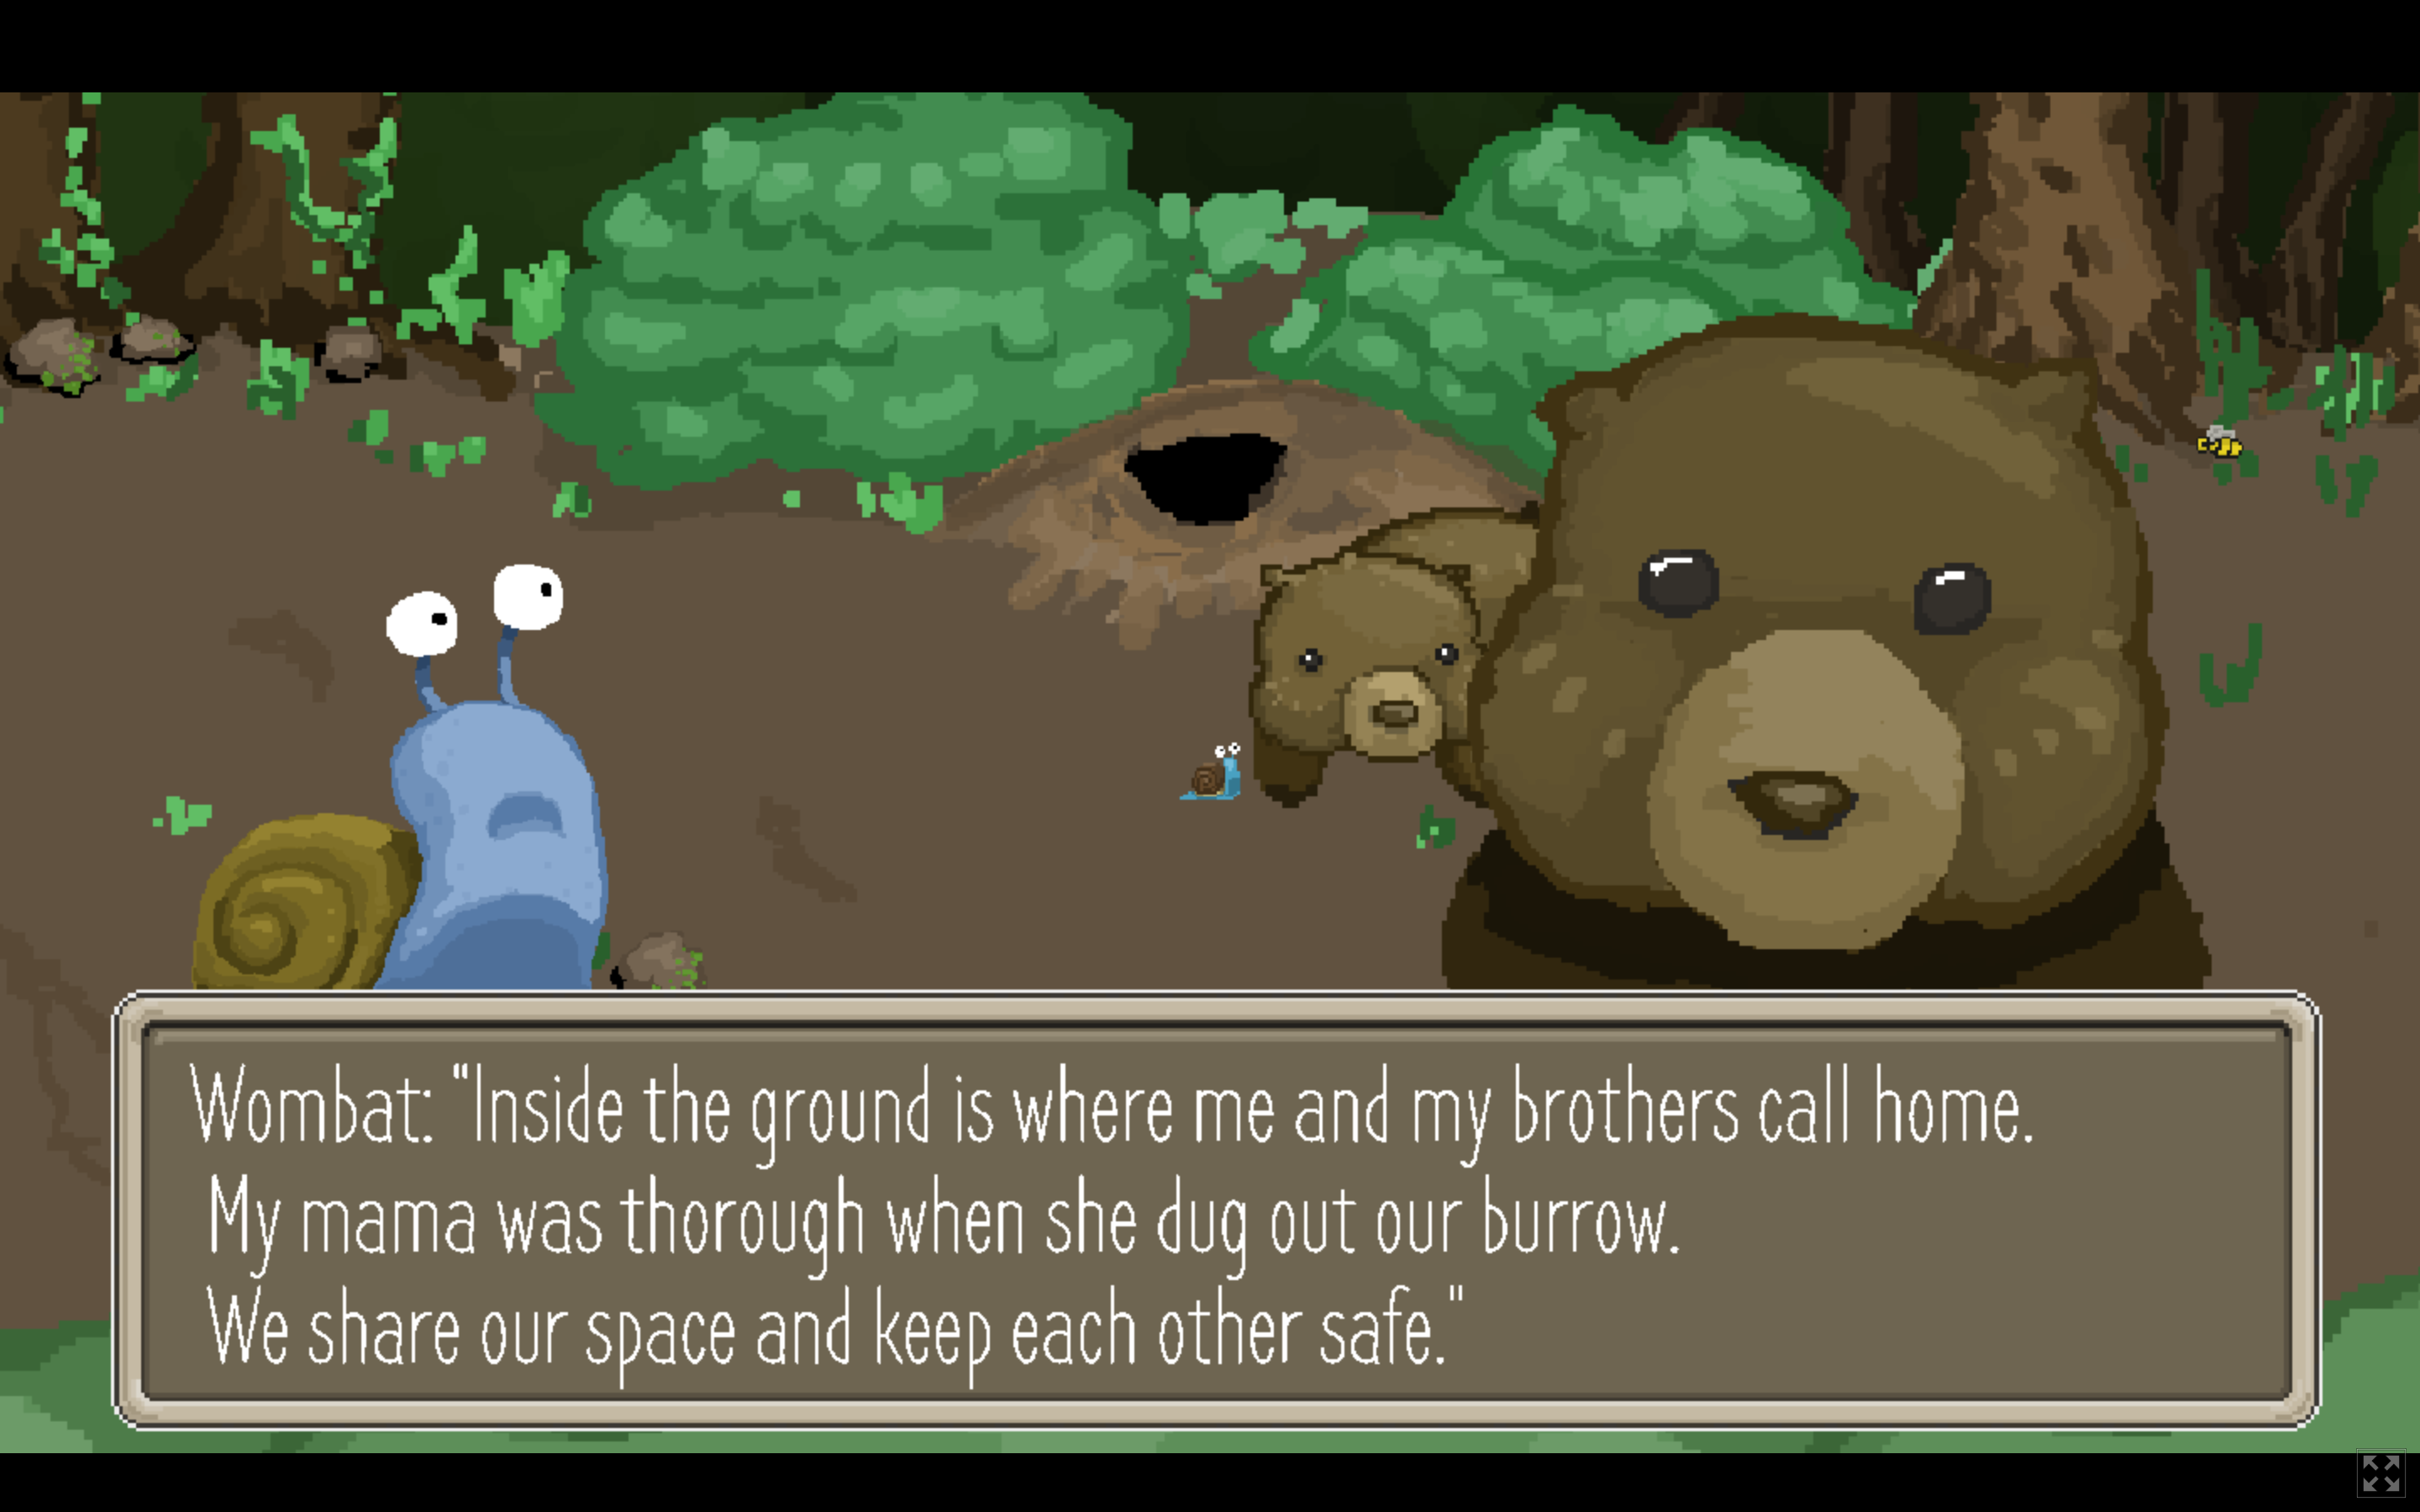 Wombat: "Inside the ground is where me and my brothers call home.
My mama was thorough when she dug out our burrow.
We share our space and keep each other safe."